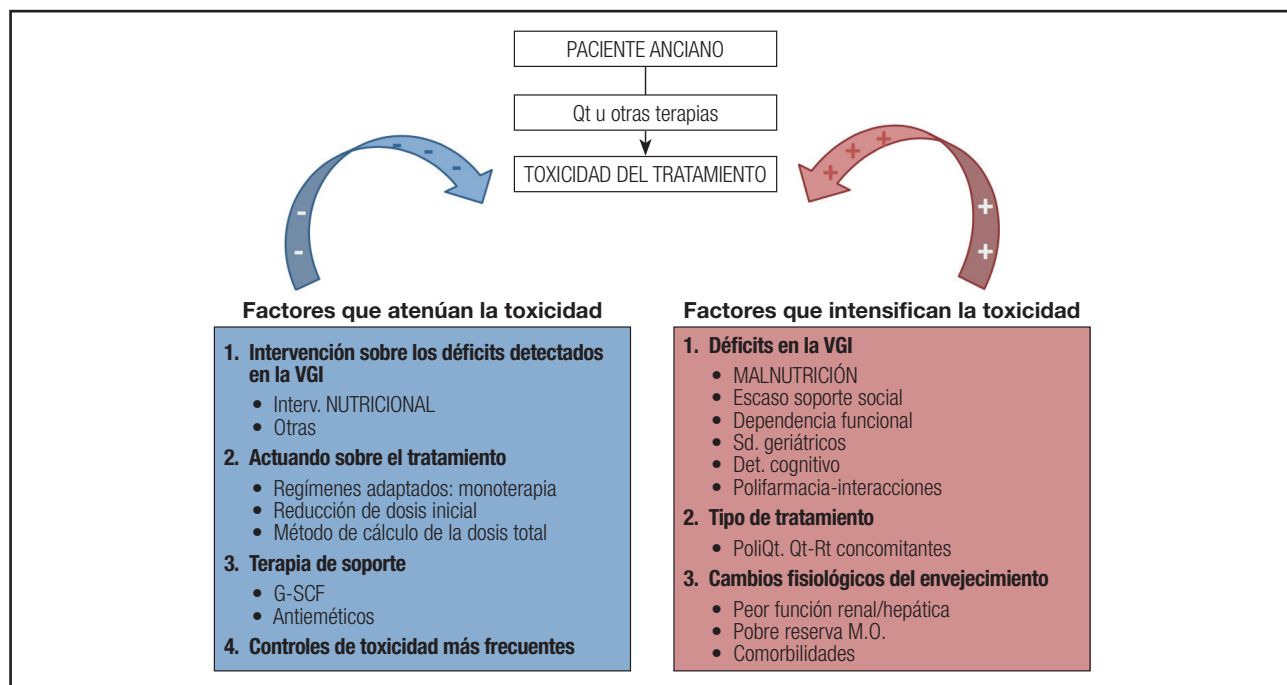 PACIENTE ANCIANO
Qt u otras terapias
TOXICIDAD DEL TRATAMIENTO
- - - - -
+ + + + +
Factores que atenúan la toxicidad
1. Intervención sobre los déficits detectados
en la VGI
• Interv. NUTRICIONAL
• Otras
2. Actuando sobre el tratamiento
• Regímenes adaptados: monoterapia
• Reducción de dosis inicial
• Método de cálculo de la dosis total
3. Terapia de soporte
• G-SCF
• Antieméticos
4. Controles de toxicidad más frecuentes
Factores que intensifican la toxicidad
1. Déficits en la VGI
• MALNUTRICIÓN
• Escaso soporte social
• Dependencia funcional
• Sd. geriátricos
• Det. cognitivo
• Polifarmacia-interacciones
2. Tipo de tratamiento
• PoliQt. Qt-Rt concomitantes
3. Cambios fisiológicos del envejecimiento
• Peor función renal/hepática
• Pobre reserva M.O.
• Comorbilidades